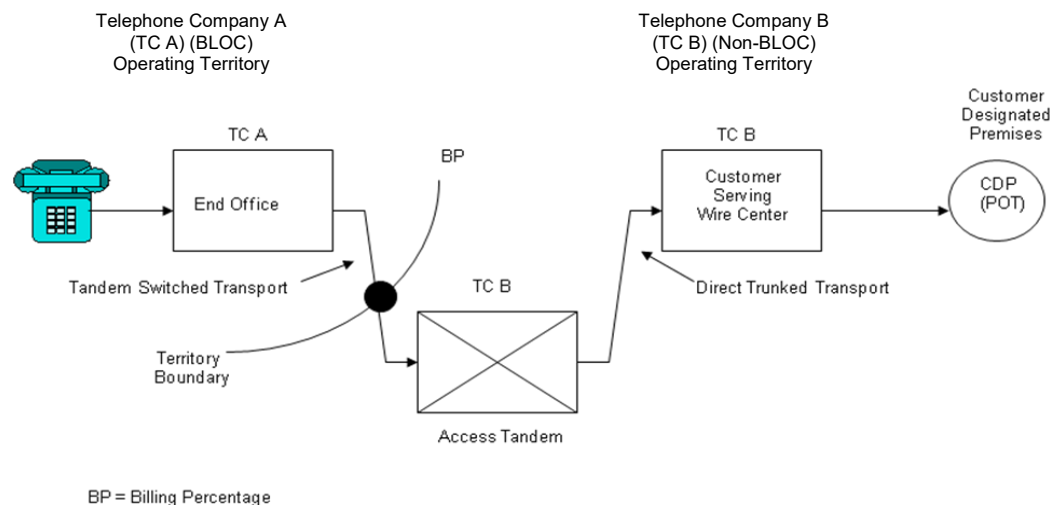 Telephone Company A
(TC A) (BLOC)
Operating Territory
Telephone Company B
(TC B) (Non-BLOC)
Operating Territory
Customer
Designated
Premises
TC A
BP
TC B
End Office
Customer
Serving
Wire Center
CDP
(POT)
Tandem Switched Transport
TC B
Direct Trunked Transport
Territory
Boundary
Access Tandem
BP = Billing Percentage